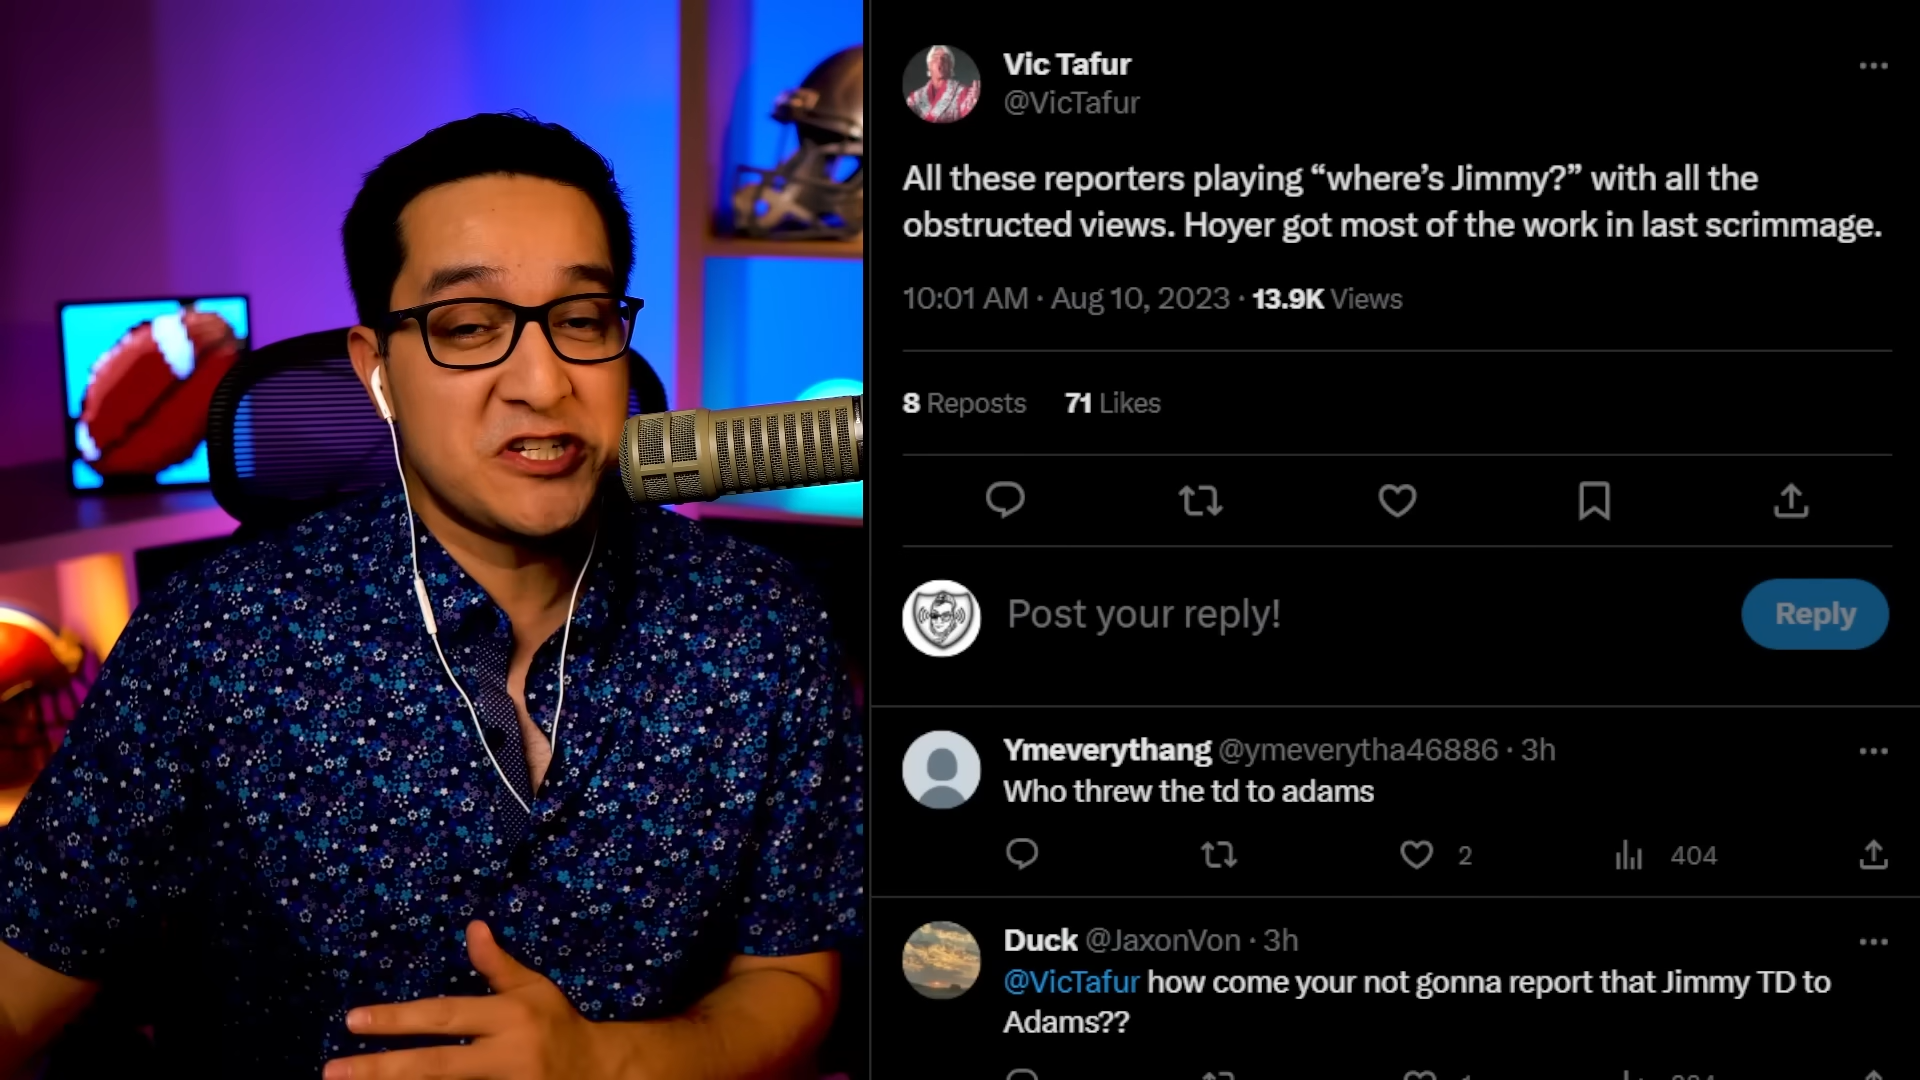 Vic Tafur
@VicTafur
All these reporters playing “where’s Jimmy?” with all the
obstructed views. Hoyer got most of the work in last scrimmage.
10:01 AM · Aug 10, 2023 · 13.9K Views
8 Reposts 71 Likes
Post your reply!
Reply
Ymeverythang @ymeverytha46886 · 3h
Who threw the td to adams
2 404
Duck @JaxonVon · 3h
@VicTafur how come your not gonna report that Jimmy TD to
Adams??